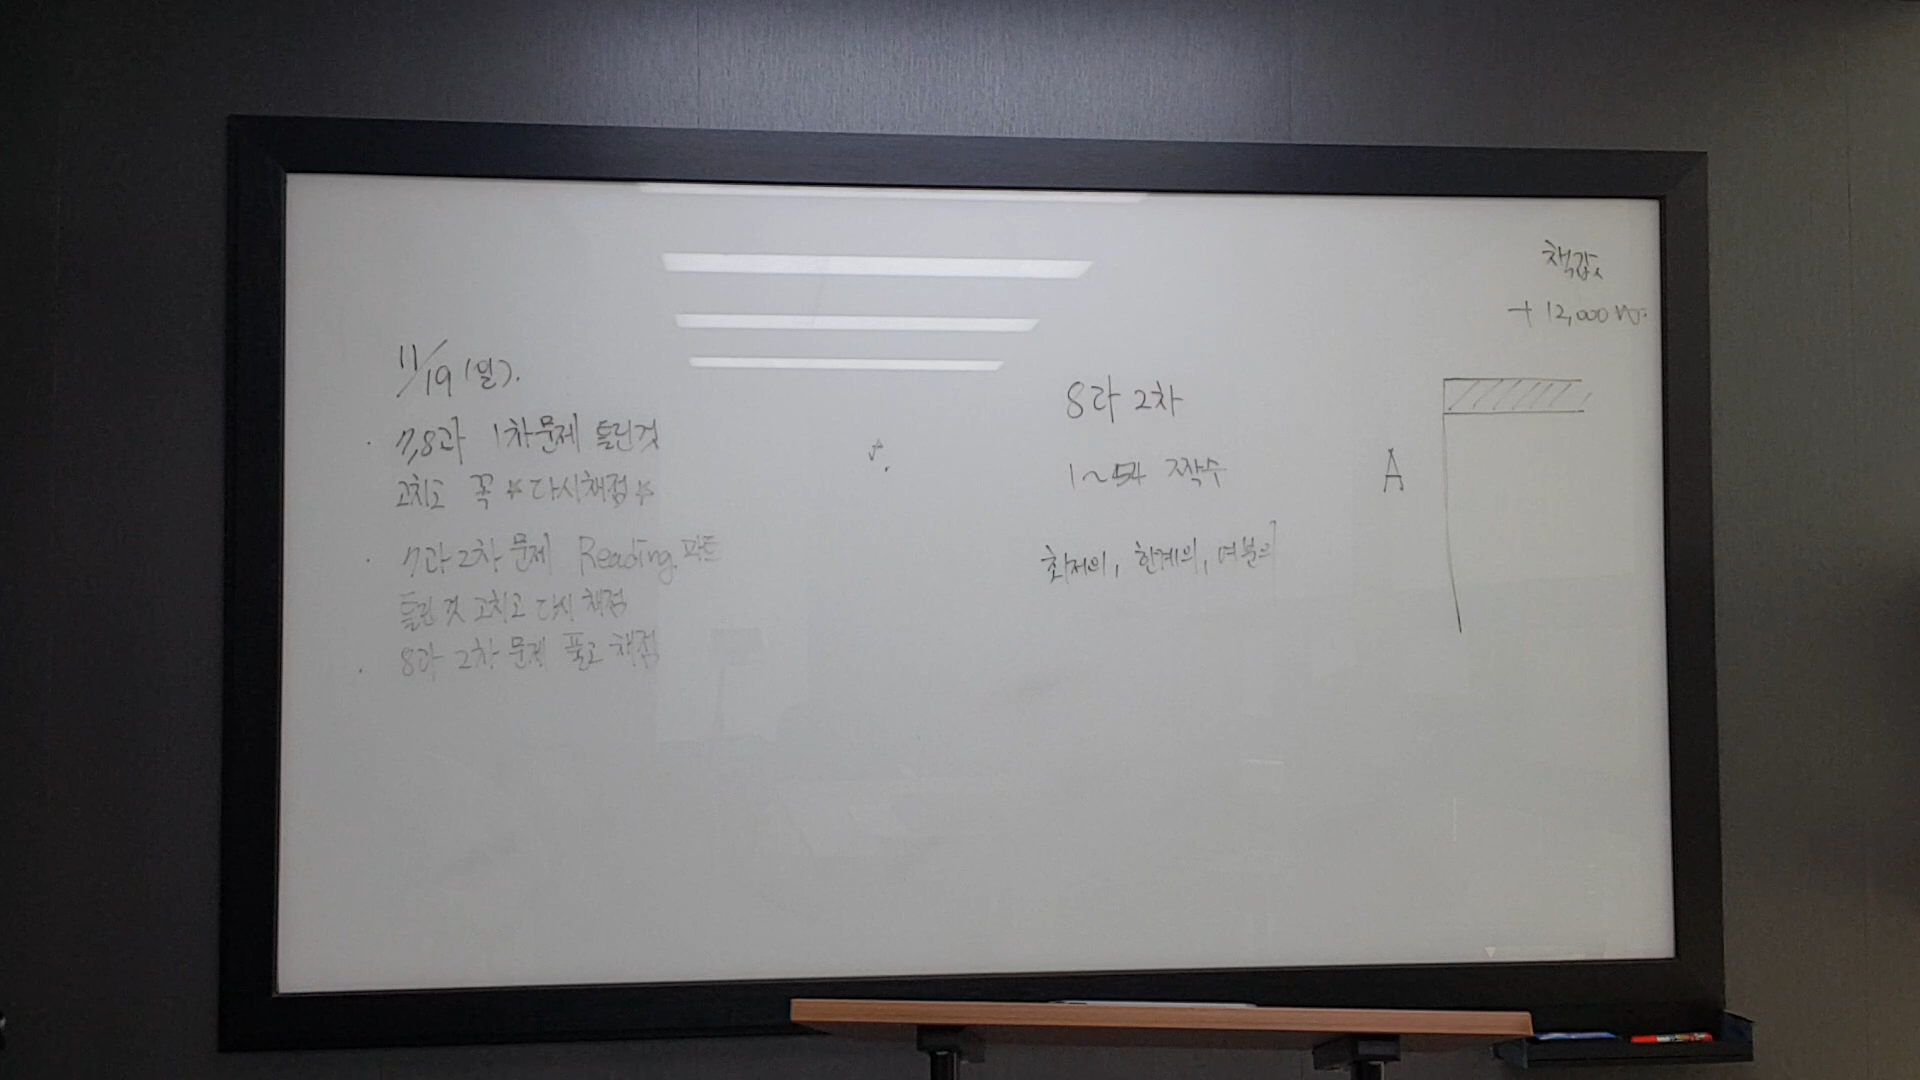 11/19 (일).
· 7,8과 1차문제 틀린것
고치고 꼭 ☆다시채점☆
· 7과 2차 문제 Reading 파트
틀린것 고치고 다시 채점
· 8과 2차 문제 풀고 채점
8과 2차
1~5과 짝수
최저의, 한계의, 여분의
A
책값
+ 12,000